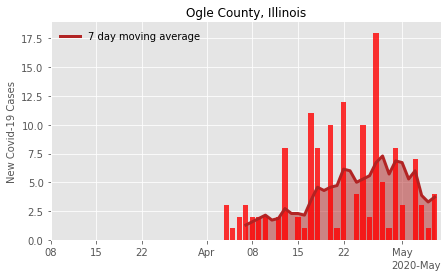 Ogle County, Illinois
7 day moving average
New Covid-19 Cases
17.5
15.0
12.5
10.0
7.5
5.0
2.5
0.0
08 15 22 Apr 08 15 22 May
2020-May